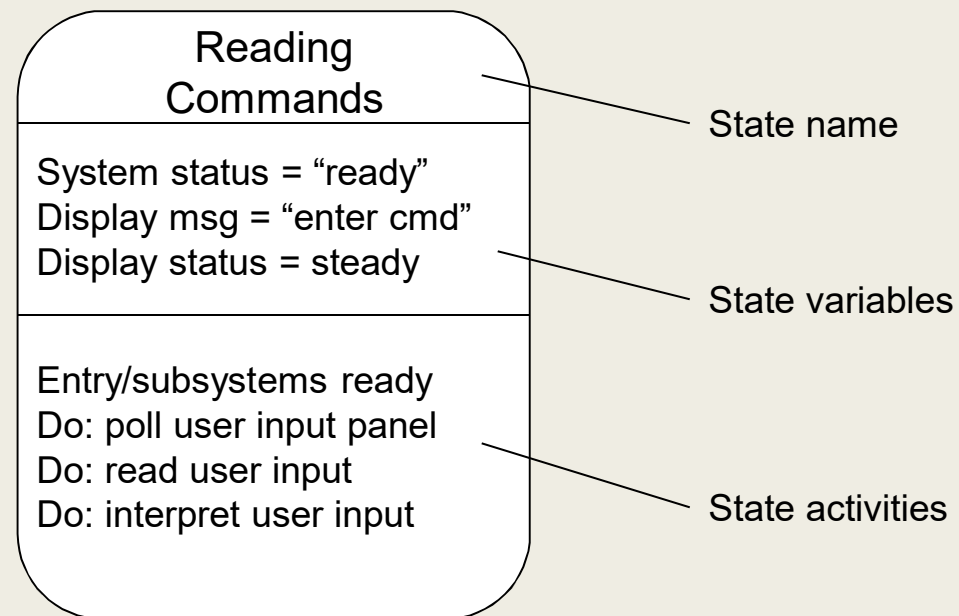 Reading
Commands
State name
System status = “ready”
Display msg = “enter cmd”
Display status = steady
State variables
Entry/subsystems ready
Do: poll user input panel
Do: read user input
Do: interpret user input
State activities